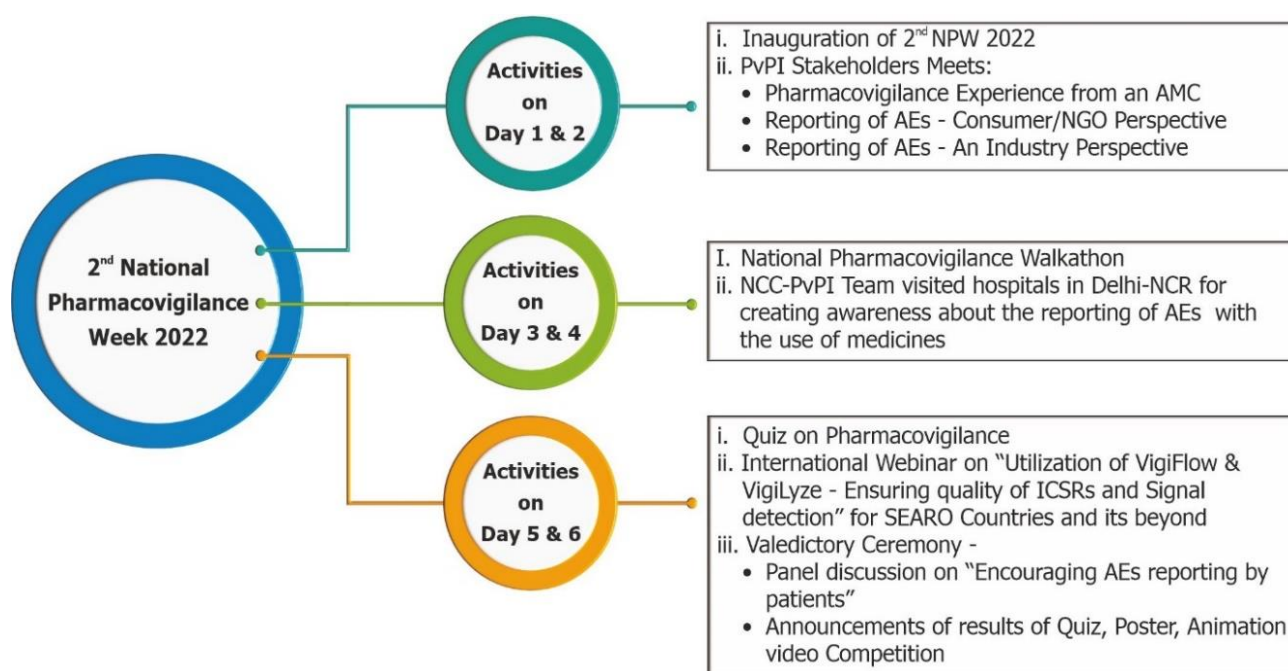 2nd National
Pharmacovigilance
Week 2022
Activities
on
Day 1 & 2
i. Inauguration of 2nd NPW 2022
ii. PvPI Stakeholders Meets:
• Pharmacovigilance Experience from an AMC
• Reporting of AEs - Consumer/NGO Perspective
• Reporting of AEs - An Industry Perspective
Activities
on
Day 3 & 4
I. National Pharmacovigilance Walkathon
ii. NCC-PvPI Team visited hospitals in Delhi-NCR for
creating awareness about the reporting of AEs with
the use of medicines
Activities
on
Day 5 & 6
i. Quiz on Pharmacovigilance
ii. International Webinar on “Utilization of VigiFlow &
VigiLyze - Ensuring quality of ICSRs and Signal
detection” for SEARO Countries and its beyond
iii. Valedictory Ceremony -
• Panel discussion on “Encouraging AEs reporting by
patients”
• Announcements of results of Quiz, Poster, Animation
video Competition